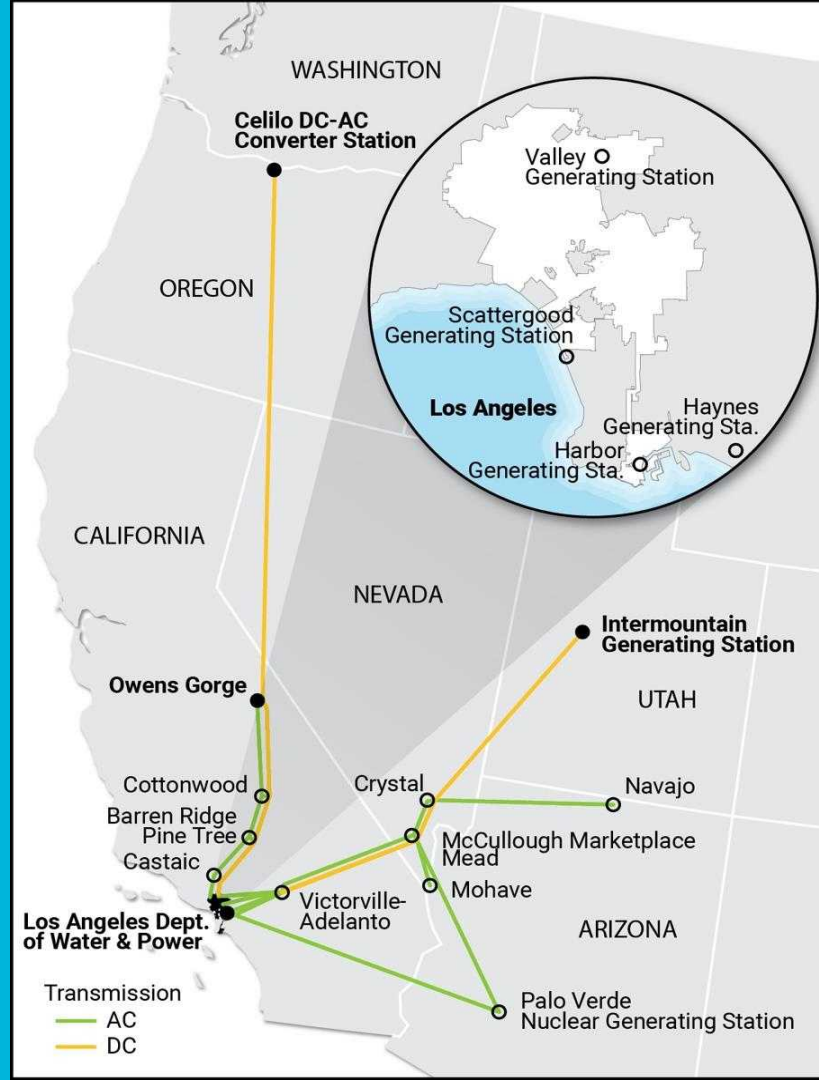 WASHINGTON
Celilo DC-AC
Converter Station
Valley
Generating Station
OREGON
Scattergood
Generating Station
Los Angeles
Haynes
Generating Sta.
Harbor
Generating Sta.
CALIFORNIA
NEVADA
Intermountain
Generating Station
Owens Gorge
UTAH
Cottonwood
Crystal
Navajo
Barren Ridge
Pine Tree
McCullough Marketplace
Mead
Castaic
Mohave
Victorville-
Adelanto
Los Angeles Dept.
of Water & Power
ARIZONA
Transmission
AC
DC
Palo Verde
Nuclear Generating Station